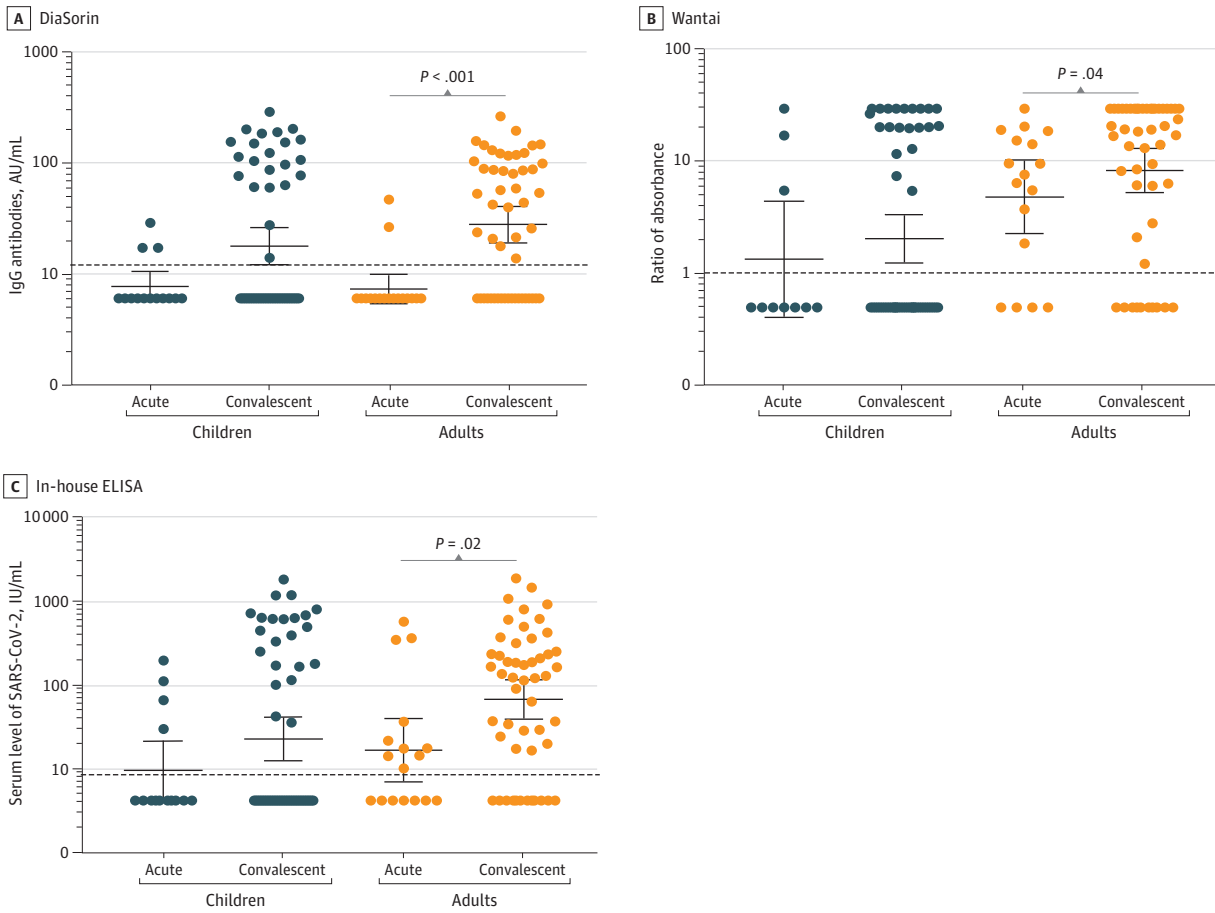 A DiaSorin
1000
100
10
0
IgG antibodies, AU/mL
P < .001
Acute Convalescent Acute Convalescent
Children Adults
B Wantai
100
10
1
0
Ratio of absorbance
P = .04
Acute Convalescent Acute Convalescent
Children Adults
C In-house ELISA
10 000
1000
100
10
0
Serum level of SARS-CoV-2, IU/mL
P = .02
Acute Convalescent Acute Convalescent
Children Adults